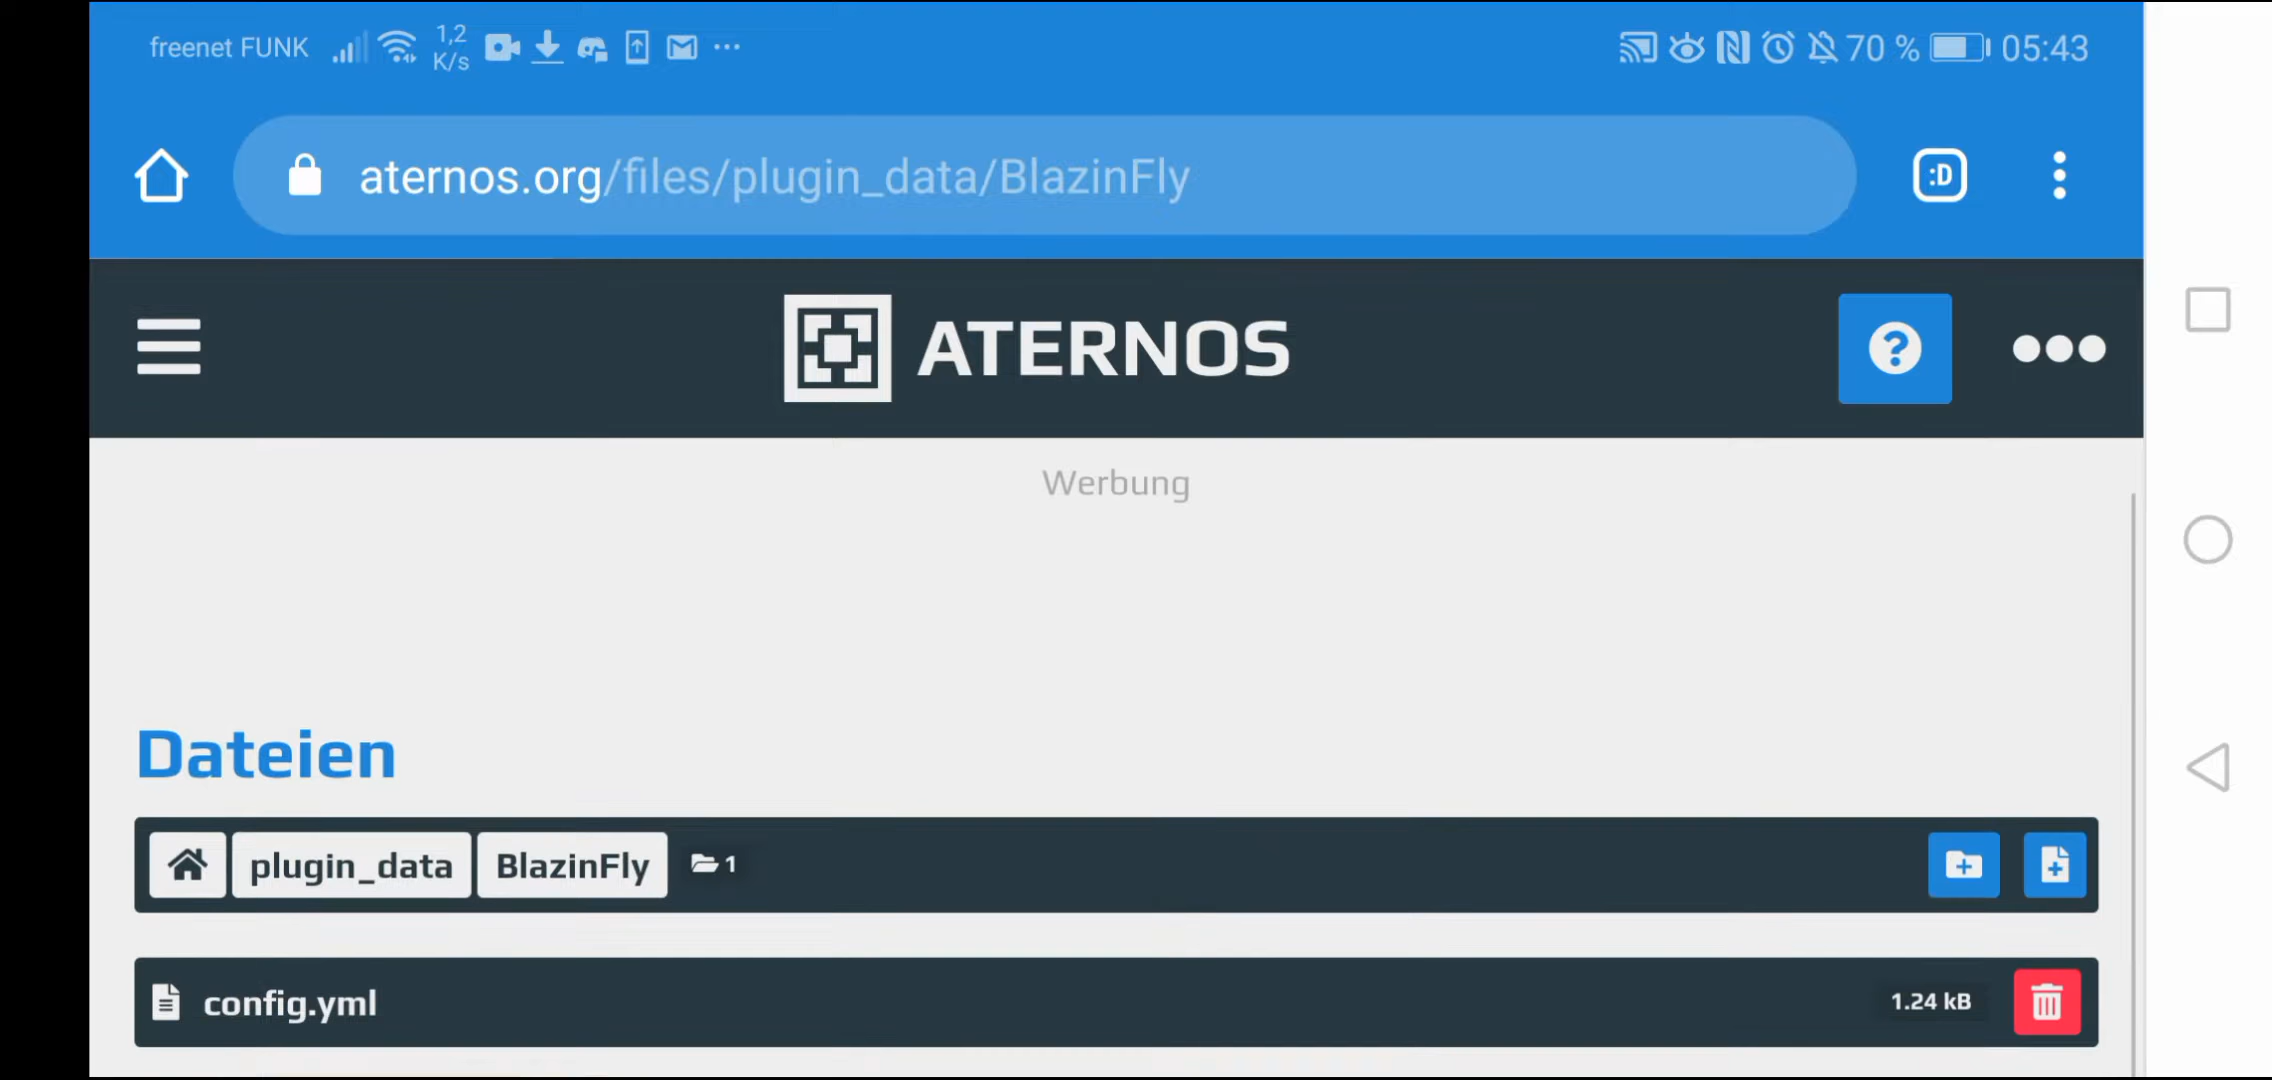 freenet FUNK 1,2 K/s ... 70 % 05:43
aternos.org/files/plugin_data/BlazinFly :D
ATERNOS
Werbung
Dateien
plugin_data BlazinFly 1
config.yml 1.24 kB